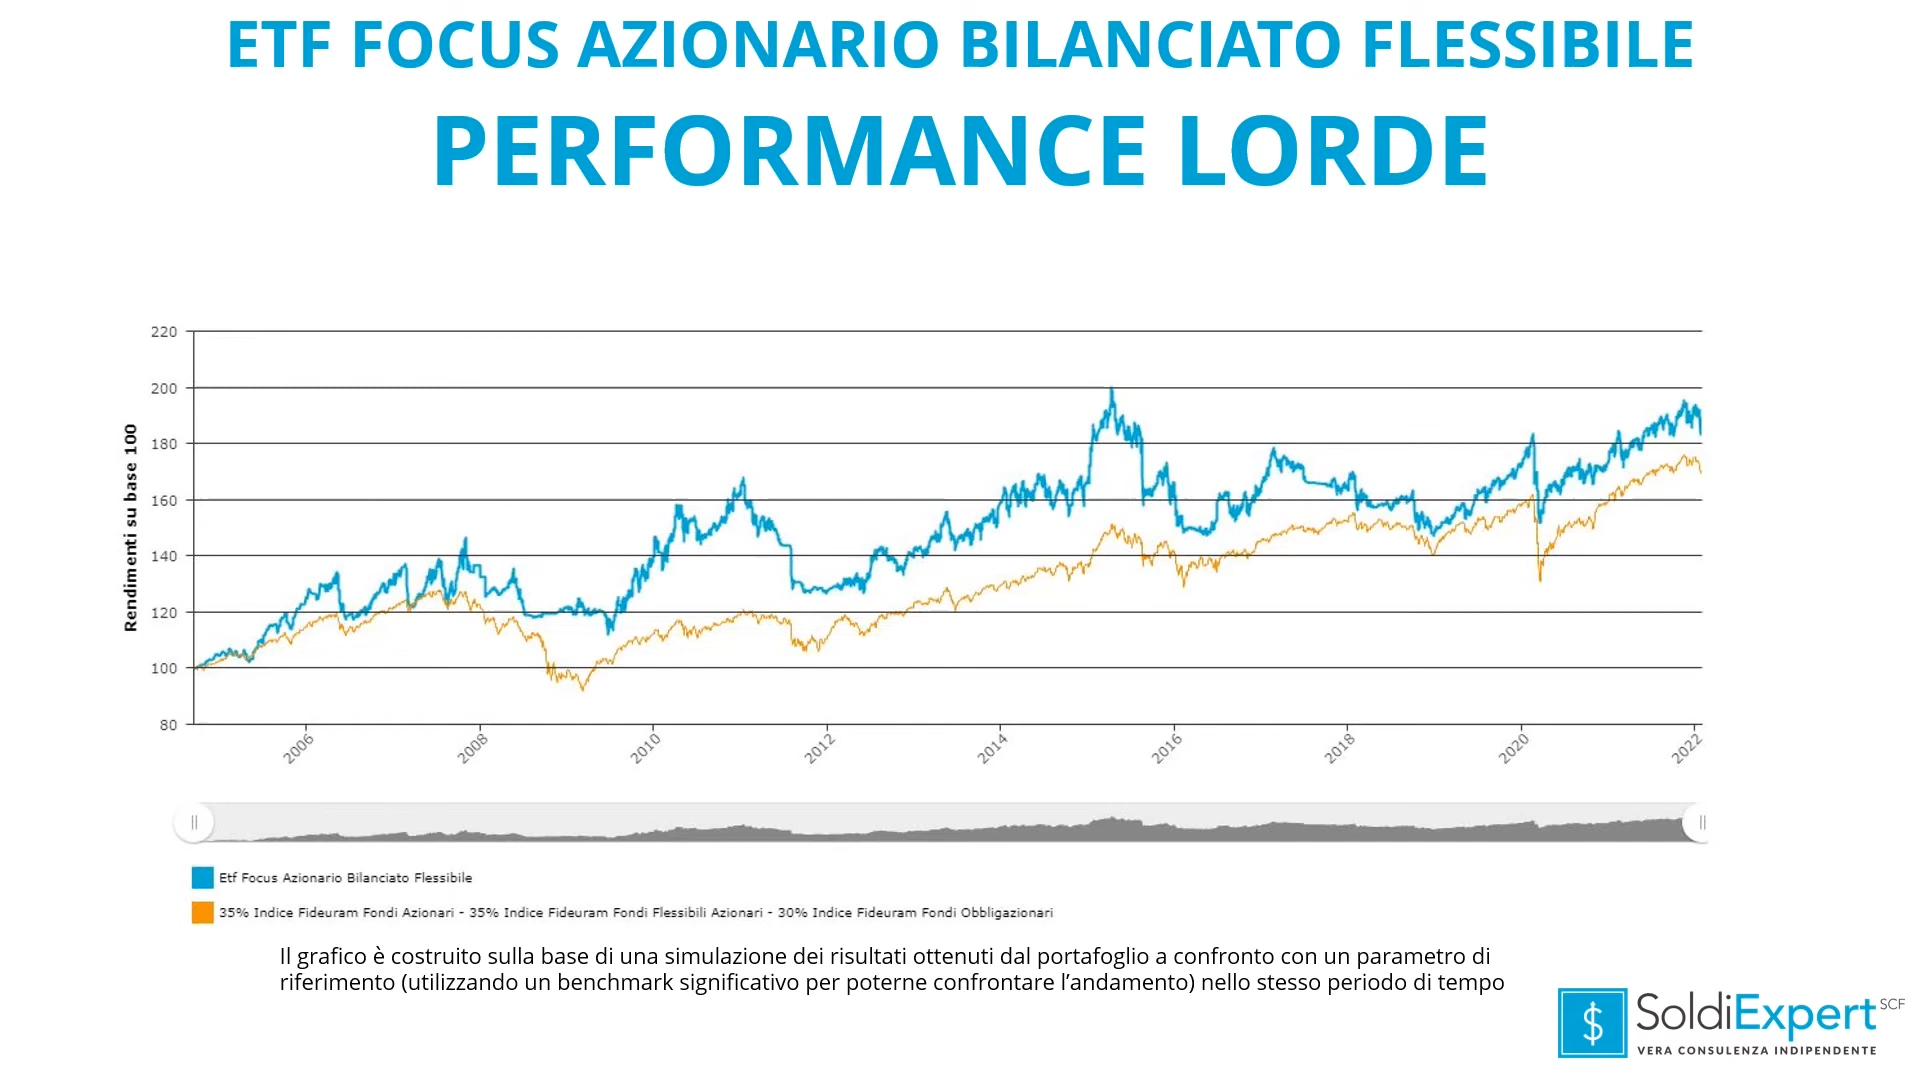 ETF FOCUS AZIONARIO BILANCIATO FLESSIBILE
PERFORMANCE LORDE
Rendimenti su base 100
220
200
180
160
140
120
100
80
2006
2008
2010
2012
2014
2016
2018
2020
2022
Etf Focus Azionario Bilanciato Flessibile
35% Indice Fideuram Fondi Azionari - 35% Indice Fideuram Fondi Flessibili Azionari - 30% Indice Fideuram Fondi Obbligazionari
Il grafico è costruito sulla base di una simulazione dei risultati ottenuti dal portafoglio a confronto con un parametro di
riferimento (utilizzando un benchmark significativo per poterne confrontare l’andamento) nello stesso periodo di tempo
$ SoldiExpert SCF
VERA CONSULENZA INDIPENDENTE